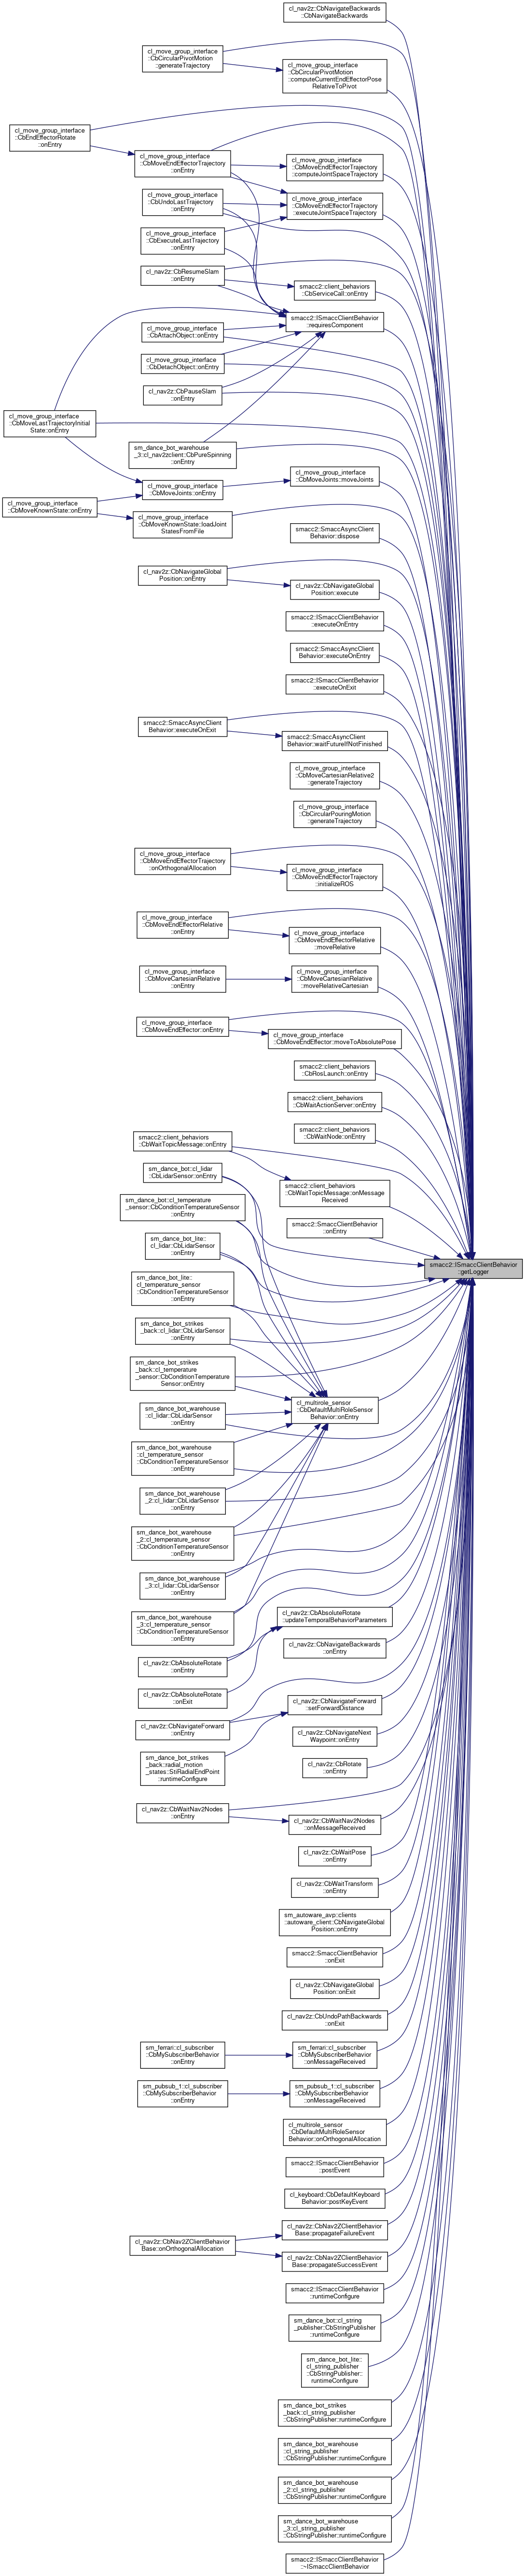 cl_nav2z::CbNavigateBackwards
::CbNavigateBackwards
cl_move_group_interface
::CbCircularPivotMotion
::generateTrajectory
cl_move_group_interface
::CbCircularPivotMotion
::computeCurrentEndEffectorPose
RelativeToPivot
cl_move_group_interface
::CbEndEffectorRotate
::onEntry
cl_move_group_interface
::CbMoveEndEffectorTrajectory
::onEntry
cl_move_group_interface
::CbMoveEndEffectorTrajectory
::computeJointSpaceTrajectory
cl_move_group_interface
::CbUndoLastTrajectory
::onEntry
cl_move_group_interface
::CbMoveEndEffectorTrajectory
::executeJointSpaceTrajectory
cl_move_group_interface
::CbExecuteLastTrajectory
::onEntry
cl_nav2z::CbResumeSlam
::onEntry
smacc2::client_behaviors
::CbServiceCall::onEntry
smacc2::ISmaccClientBehavior
::requiresComponent
cl_move_group_interface
::CbAttachObject::onEntry
cl_move_group_interface
::CbDetachObject::onEntry
cl_nav2z::CbPauseSlam
::onEntry
cl_move_group_interface
::CbMoveLastTrajectoryInitial
State::onEntry
sm_dance_bot_warehouse
_3::cl_nav2zclient::CbPureSpinning
::onEntry
cl_move_group_interface
::CbMoveJoints::moveJoints
cl_move_group_interface
::CbMoveJoints::onEntry
cl_move_group_interface
::CbMoveKnownState::onEntry
cl_move_group_interface
::CbMoveKnownState::loadJoint
StatesFromFile
smacc2::SmaccAsyncClient
Behavior::dispose
cl_nav2z::CbNavigateGlobal
Position::onEntry
cl_nav2z::CbNavigateGlobal
Position::execute
smacc2::ISmaccClientBehavior
::executeOnEntry
smacc2::SmaccAsyncClient
Behavior::executeOnEntry
smacc2::ISmaccClientBehavior
::executeOnExit
smacc2::SmaccAsyncClient
Behavior::executeOnExit
smacc2::SmaccAsyncClient
Behavior::waitFutureIfNotFinished
cl_move_group_interface
::CbMoveCartesianRelative2
::generateTrajectory
cl_move_group_interface
::CbCircularPouringMotion
::generateTrajectory
cl_move_group_interface
::CbMoveEndEffectorTrajectory
::onOrthogonalAllocation
cl_move_group_interface
::CbMoveEndEffectorTrajectory
::initializeROS
cl_move_group_interface
::CbMoveEndEffectorRelative
::onEntry
cl_move_group_interface
::CbMoveEndEffectorRelative
::moveRelative
cl_move_group_interface
::CbMoveCartesianRelative
::onEntry
cl_move_group_interface
::CbMoveCartesianRelative
::moveRelativeCartesian
cl_move_group_interface
::CbMoveEndEffector::onEntry
cl_move_group_interface
::CbMoveEndEffector::moveToAbsolutePose
smacc2::client_behaviors
::CbRosLaunch::onEntry
smacc2::client_behaviors
::CbWaitActionServer::onEntry
smacc2::client_behaviors
::CbWaitNode::onEntry
smacc2::client_behaviors
::CbWaitTopicMessage::onEntry
sm_dance_bot::cl_lidar
::CbLidarSensor::onEntry
smacc2::client_behaviors
::CbWaitTopicMessage::onMessage
Received
sm_dance_bot::cl_temperature
_sensor::CbConditionTemperatureSensor
::onEntry
smacc2::SmaccClientBehavior
::onEntry
sm_dance_bot_lite::
cl_lidar::CbLidarSensor
::onEntry
smacc2::ISmaccClientBehavior
::getLogger
sm_dance_bot_lite::
cl_temperature_sensor
::CbConditionTemperatureSensor
::onEntry
sm_dance_bot_strikes
_back::cl_lidar::CbLidarSensor
::onEntry
sm_dance_bot_strikes
_back::cl_temperature
_sensor::CbConditionTemperature
Sensor::onEntry
cl_multirole_sensor
::CbDefaultMultiRoleSensor
Behavior::onEntry
sm_dance_bot_warehouse
::cl_lidar::CbLidarSensor
::onEntry
sm_dance_bot_warehouse
::cl_temperature_sensor
::CbConditionTemperatureSensor
::onEntry
sm_dance_bot_warehouse
_2::cl_lidar::CbLidarSensor
::onEntry
sm_dance_bot_warehouse
_2::cl_temperature_sensor
::CbConditionTemperatureSensor
::onEntry
sm_dance_bot_warehouse
_3::cl_lidar::CbLidarSensor
::onEntry
sm_dance_bot_warehouse
_3::cl_temperature_sensor
::CbConditionTemperatureSensor
::onEntry
cl_nav2z::CbAbsoluteRotate
::updateTemporalBehaviorParameters
cl_nav2z::CbNavigateBackwards
::onEntry
cl_nav2z::CbAbsoluteRotate
::onEntry
cl_nav2z::CbAbsoluteRotate
::onExit
cl_nav2z::CbNavigateForward
::setForwardDistance
cl_nav2z::CbNavigateForward
::onEntry
cl_nav2z::CbNavigateNext
Waypoint::onEntry
sm_dance_bot_strikes
_back::radial_motion
_states::StiRadialEndPoint
::runtimeConfigure
cl_nav2z::CbRotate
::onEntry
cl_nav2z::CbWaitNav2Nodes
::onEntry
cl_nav2z::CbWaitNav2Nodes
::onMessageReceived
cl_nav2z::CbWaitPose
::onEntry
cl_nav2z::CbWaitTransform
::onEntry
sm_autoware_avp::clients
::autoware_client::CbNavigateGlobal
Position::onEntry
smacc2::SmaccClientBehavior
::onExit
cl_nav2z::CbNavigateGlobal
Position::onExit
cl_nav2z::CbUndoPathBackwards
::onExit
sm_ferrari::cl_subscriber
::CbMySubscriberBehavior
::onEntry
sm_ferrari::cl_subscriber
::CbMySubscriberBehavior
::onMessageReceived
sm_pubsub_1::cl_subscriber
::CbMySubscriberBehavior
::onEntry
sm_pubsub_1::cl_subscriber
::CbMySubscriberBehavior
::onMessageReceived
cl_multirole_sensor
::CbDefaultMultiRoleSensor
Behavior::onOrthogonalAllocation
smacc2::ISmaccClientBehavior
::postEvent
cl_keyboard::CbDefaultKeyboard
Behavior::postKeyEvent
cl_nav2z::CbNav2ZClientBehavior
Base::propagateFailureEvent
cl_nav2z::CbNav2ZClientBehavior
Base::onOrthogonalAllocation
cl_nav2z::CbNav2ZClientBehavior
Base::propagateSuccessEvent
smacc2::ISmaccClientBehavior
::runtimeConfigure
sm_dance_bot::cl_string
_publisher::CbStringPublisher
::runtimeConfigure
sm_dance_bot_lite::
cl_string_publisher
::CbStringPublisher::
runtimeConfigure
sm_dance_bot_strikes
_back::cl_string_publisher
::CbStringPublisher::runtimeConfigure
sm_dance_bot_warehouse
::cl_string_publisher
::CbStringPublisher::runtimeConfigure
sm_dance_bot_warehouse
_2::cl_string_publisher
::CbStringPublisher::runtimeConfigure
sm_dance_bot_warehouse
_3::cl_string_publisher
::CbStringPublisher::runtimeConfigure
smacc2::ISmaccClientBehavior
::~ISmaccClientBehavior